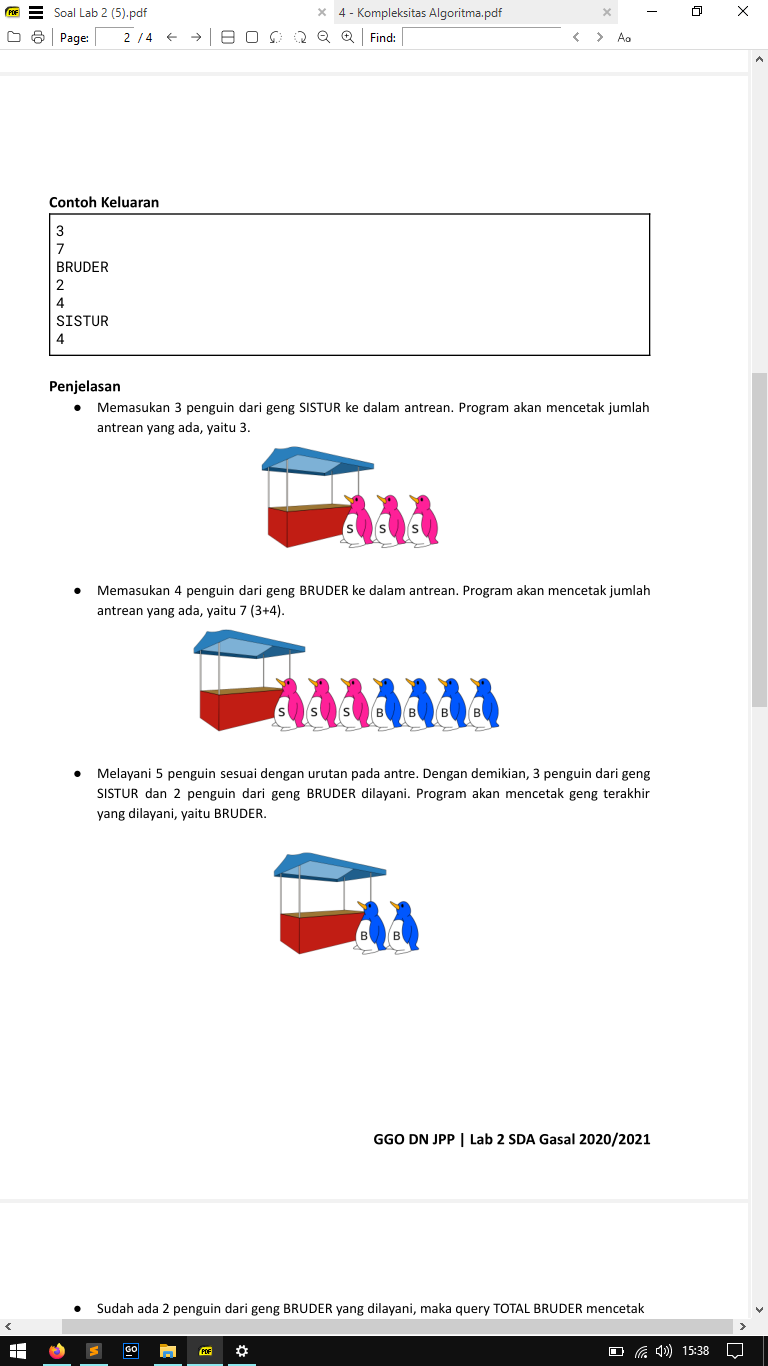 PDF
Soal Lab 2 (5).pdf
4 - Kompleksitas Algoritma.pdf
Page: 2 / 4
Find:
Aa
Contoh Keluaran
3
7
BRUDER
2
4
SISTUR
4
Penjelasan
● Memasukan 3 penguin dari geng SISTUR ke dalam antrean. Program akan mencetak jumlah
antrean yang ada, yaitu 3.
S S S
● Memasukan 4 penguin dari geng BRUDER ke dalam antrean. Program akan mencetak jumlah
antrean yang ada, yaitu 7 (3+4).
S S S B B B B
● Melayani 5 penguin sesuai dengan urutan pada antre. Dengan demikian, 3 penguin dari geng
SISTUR dan 2 penguin dari geng BRUDER dilayani. Program akan mencetak geng terakhir
yang dilayani, yaitu BRUDER.
B B
GGO DN JPP | Lab 2 SDA Gasal 2020/2021
● Sudah ada 2 penguin dari geng BRUDER yang dilayani, maka query TOTAL BRUDER mencetak
GO
PDF
15:38